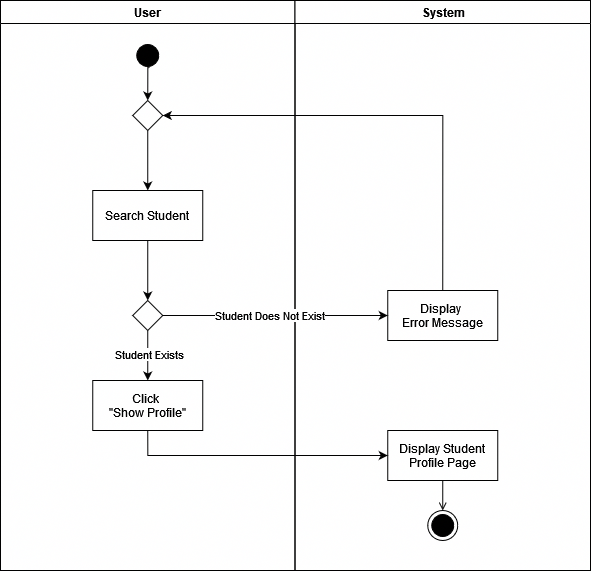 User
System
Search Student
Student Does Not Exist
Display
Error Message
Student Exists
Click
"Show Profile"
Display Student
Profile Page